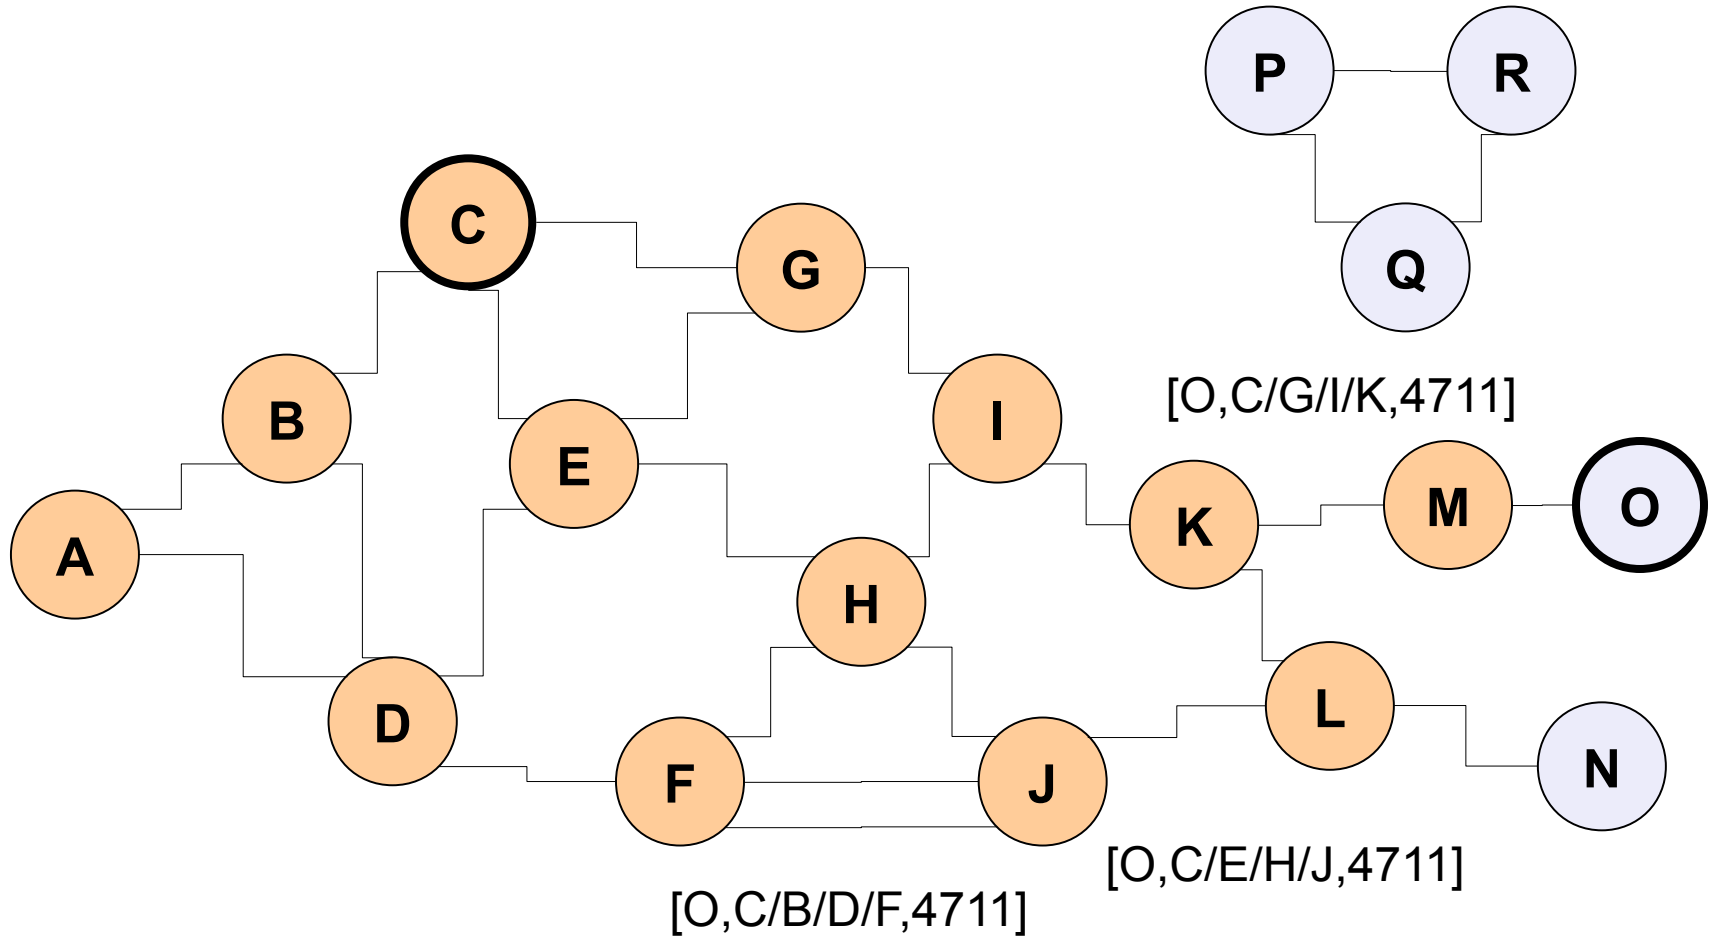 P
R
C
G
Q
[O,C/G/I/K,4711]
B
I
E
M
O
K
A
H
D
L
F
J
N
[O,C/E/H/J,4711]
[O,C/B/D/F,4711]